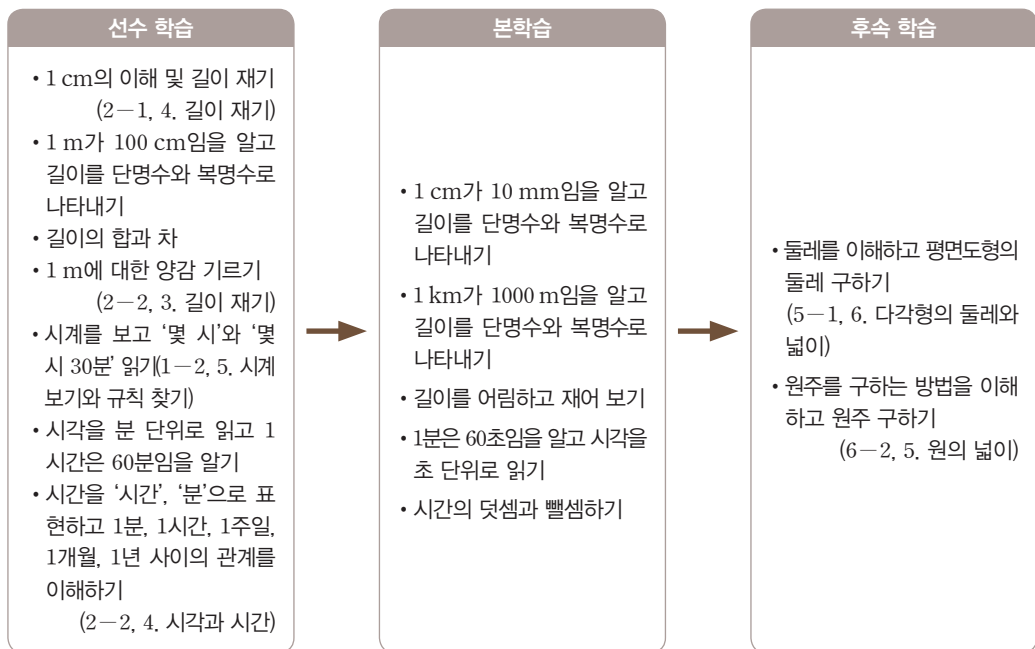 선수 학습
• 1 cm의 이해 및 길이 재기
(2－1, 4. 길이 재기)
• 1 m가 100 cm임을 알고
길이를 단명수와 복명수로
나타내기
• 길이의 합과 차
• 1 m에 대한 양감 기르기
(2－2, 3. 길이 재기)
• 시계를 보고 ‘몇 시’와 ‘몇
시 30분’ 읽기(1－2, 5. 시계
보기와 규칙 찾기)
• 시각을 분 단위로 읽고 1
시간은 60분임을 알기
• 시간을 ‘시간’, ‘분’으로 표
현하고 1분, 1시간, 1주일,
1개월, 1년 사이의 관계를
이해하기
(2－2, 4. 시각과 시간)
본학습
• 1 cm가 10 mm임을 알고
길이를 단명수와 복명수로
나타내기
• 1 km가 1000 m임을 알고
길이를 단명수와 복명수로
나타내기
• 길이를 어림하고 재어 보기
• 1분은 60초임을 알고 시각을
초 단위로 읽기
• 시간의 덧셈과 뺄셈하기
후속 학습
• 둘레를 이해하고 평면도형의
둘레 구하기
(5－1, 6. 다각형의 둘레와
넓이)
• 원주를 구하는 방법을 이해
하고 원주 구하기
(6－2, 5. 원의 넓이)